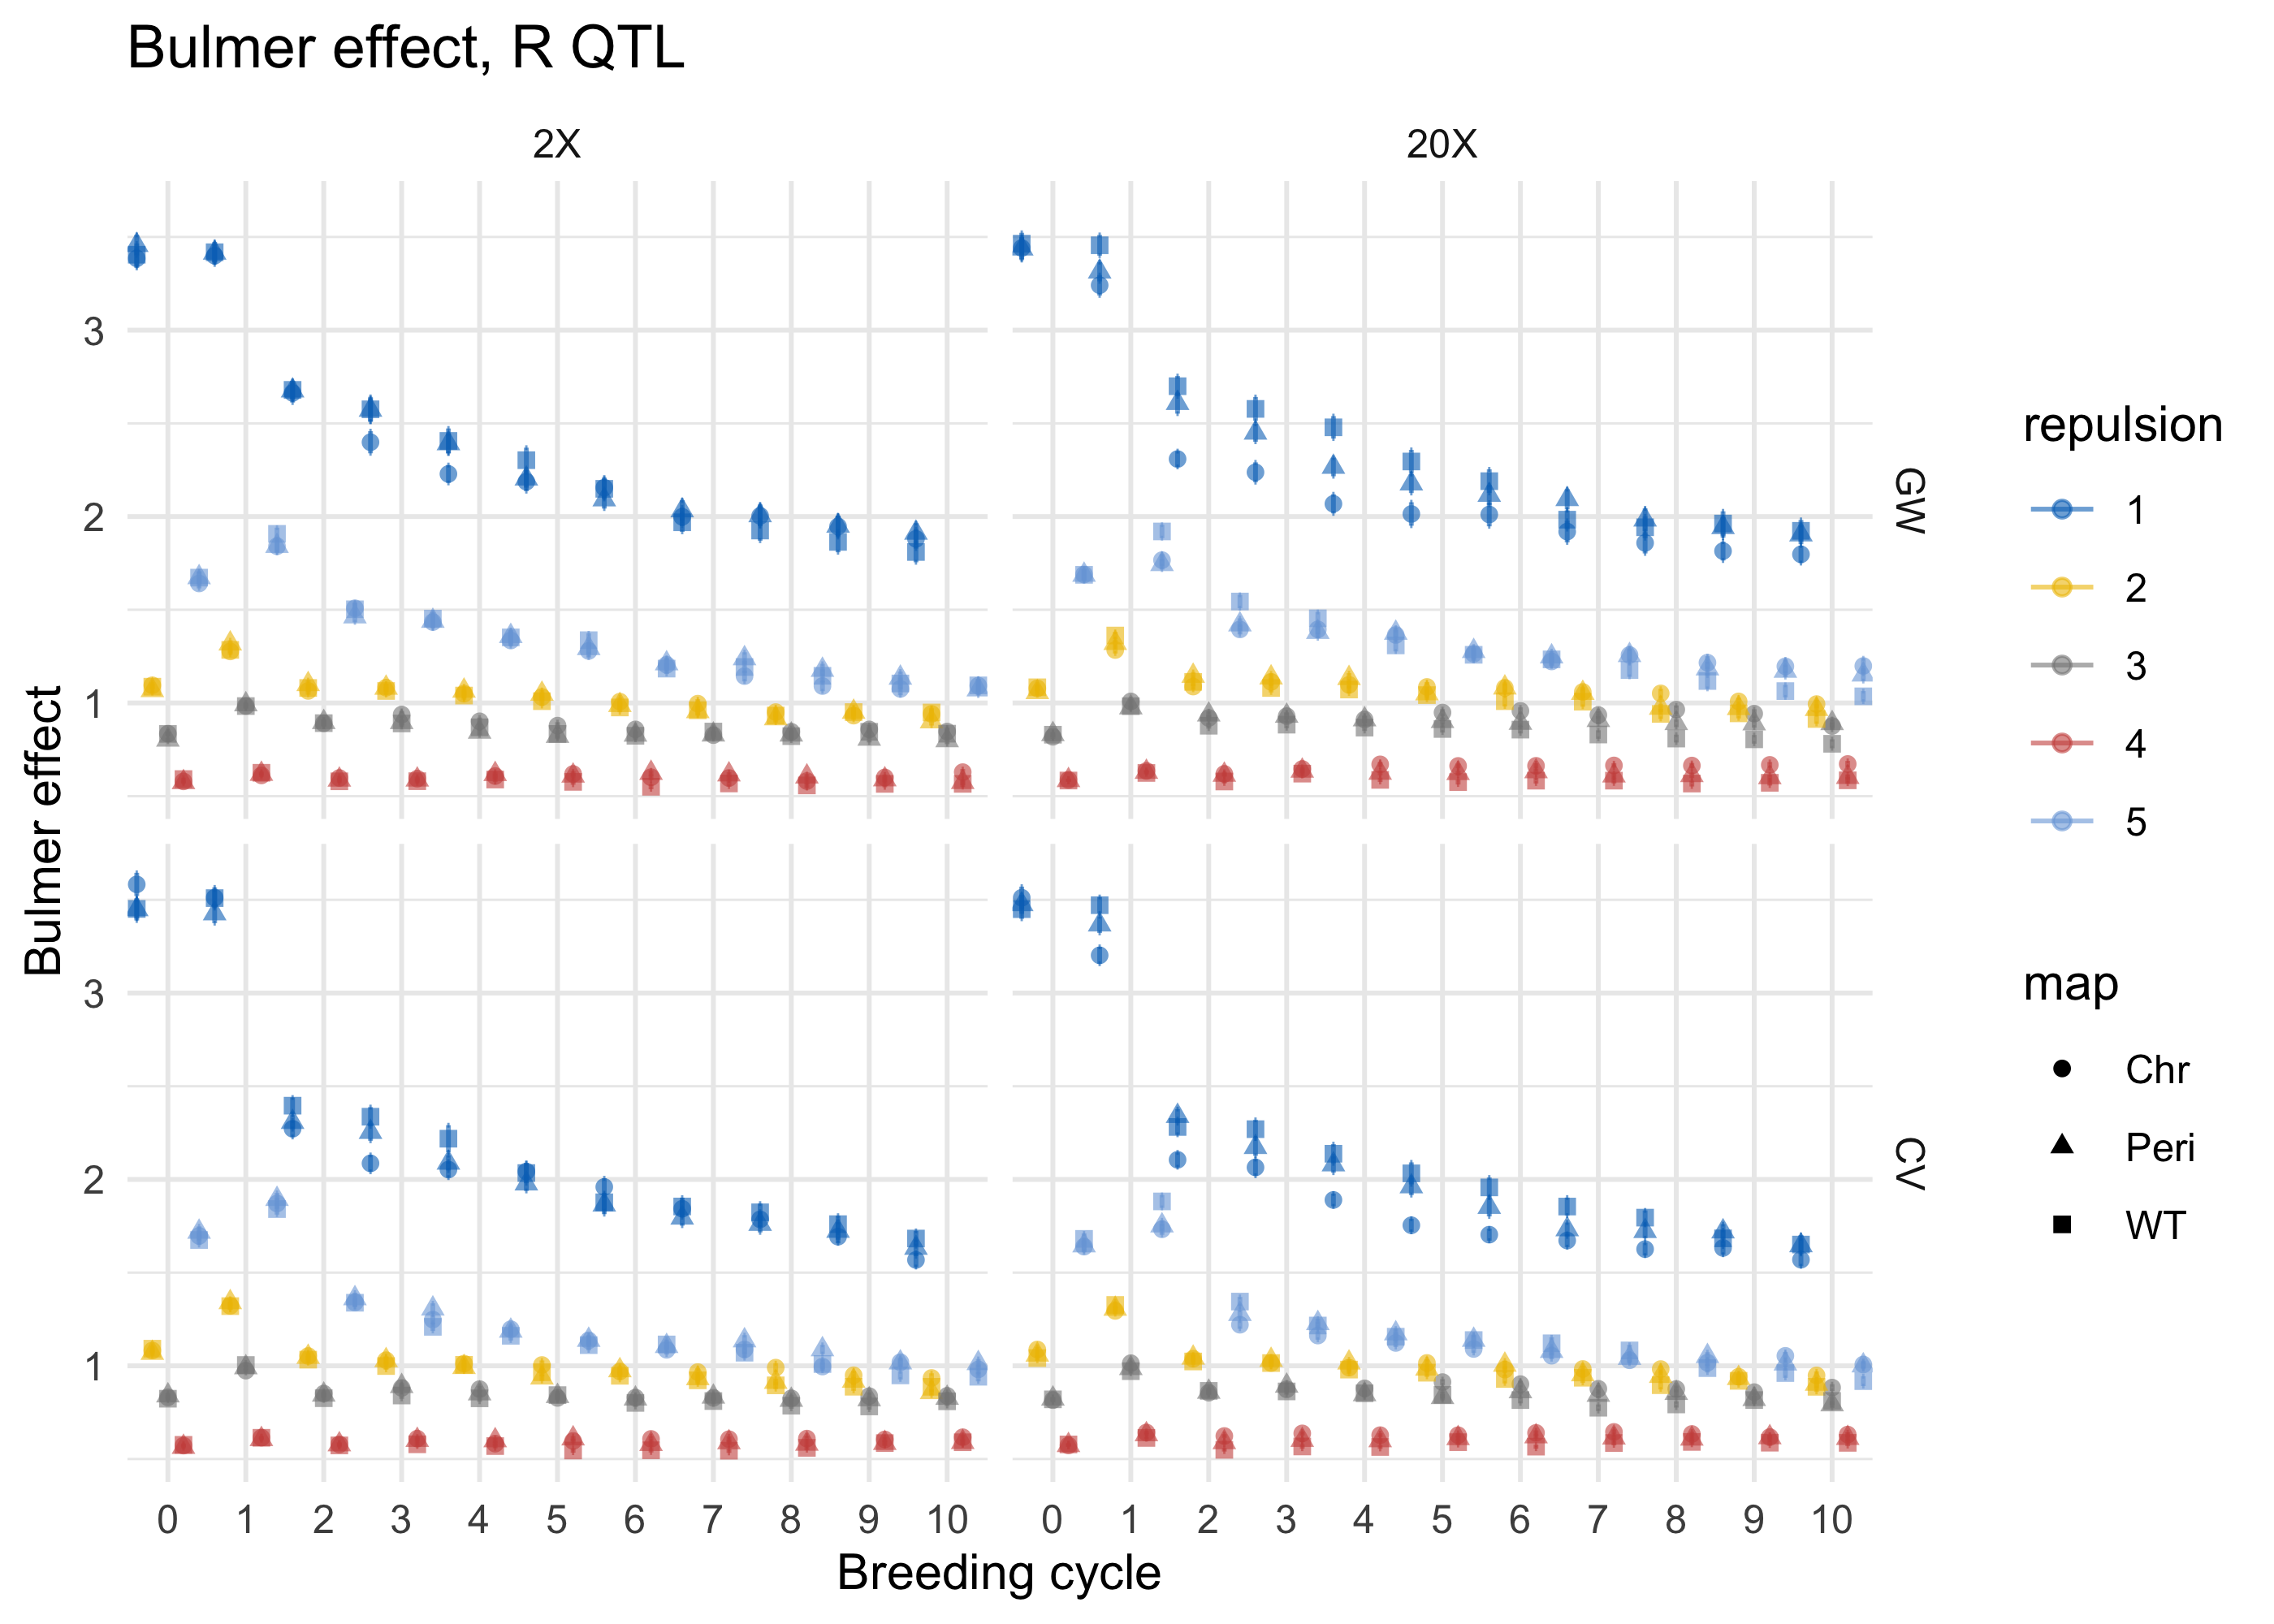 Bulmer effect, R QTL
2X
20X
3
2
1
GW
3
2
1
CV
Bulmer effect
0 1 2 3 4 5 6 7 8 9 10
0 1 2 3 4 5 6 7 8 9 10
Breeding cycle
repulsion
1
2
3
4
5
map
Chr
Peri
WT